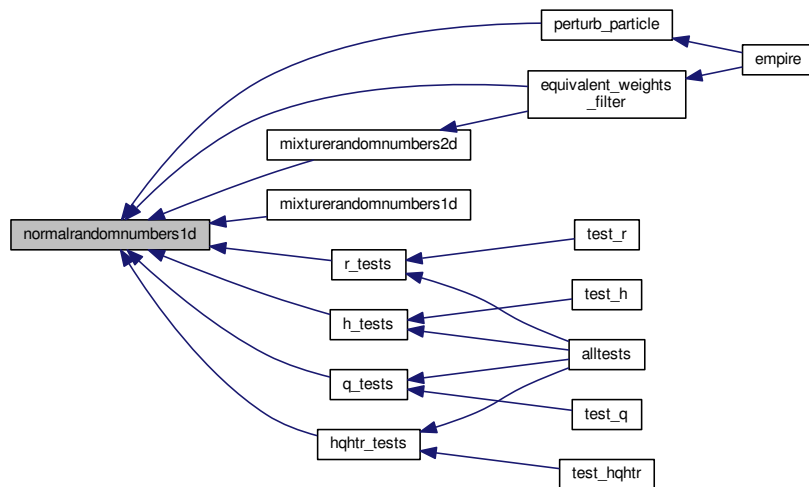 perturb_particle
empire
equivalent_weights
_filter
mixturerandomnumbers2d
mixturerandomnumbers1d
normalrandomnumbers1d
test_r
r_tests
test_h
h_tests
alltests
q_tests
test_q
hqhtr_tests
test_hqhtr